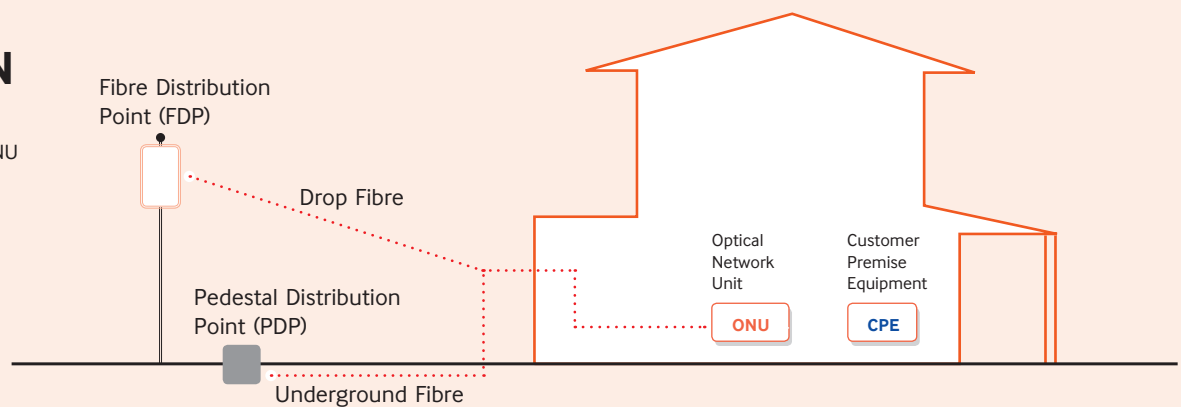 N
Fibre Distribution
Point (FDP)
NU
Drop Fibre
Optical
Network
Unit
Customer
Premise
Equipment
Pedestal Distribution
Point (PDP)
ONU
CPE
Underground Fibre